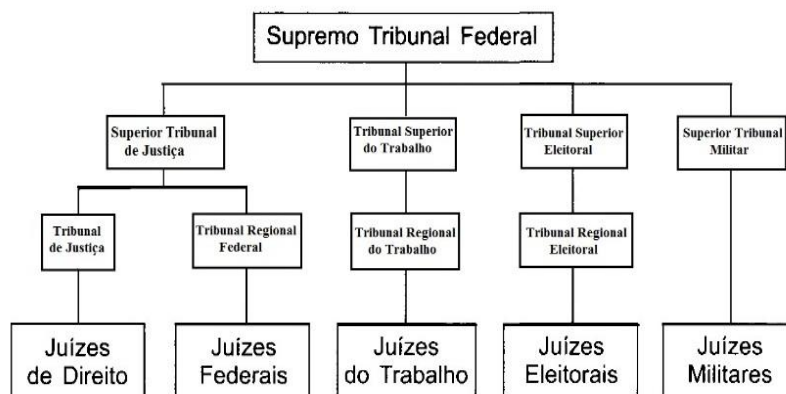 Supremo Tribunal Federal
Superior Tribunal
de Justiça
Tribunal Superior
do Trabalho
Tribunal Superior
Eleitoral
Superior Tribunal
Militar
Tribunal
de Justiça
Tribunal Regional
Federal
Tribunal Regional
do Trabalho
Tribunal Regional
Eleitoral
Juízes
de Direito
Juízes
Federais
Juízes
do Trabalho
Juízes
Eleitorais
Juízes
Militares